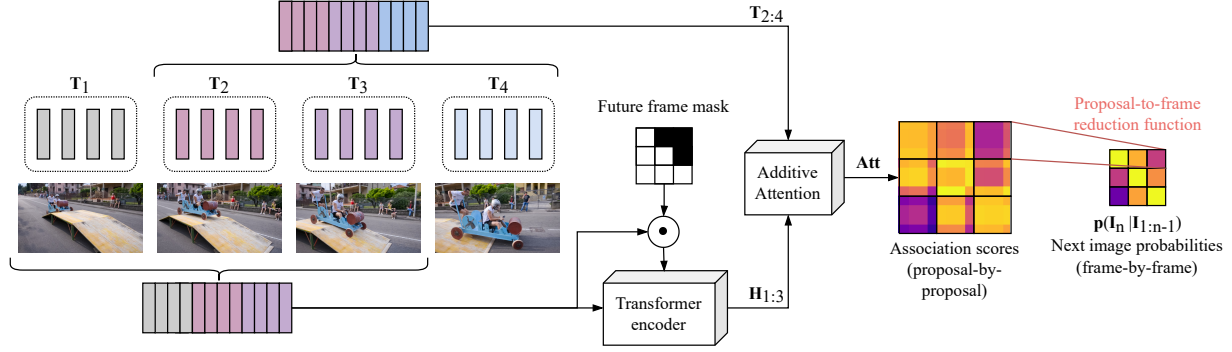 T2:4
T1
T2
T3
T4
Future frame mask
Proposal-to-frame
reduction function
Additive
Attention
Att
p(In |I1:n-1)
Next image probabilities
(frame-by-frame)
Association scores
(proposal-by-
proposal)
H1:3
Transformer
encoder